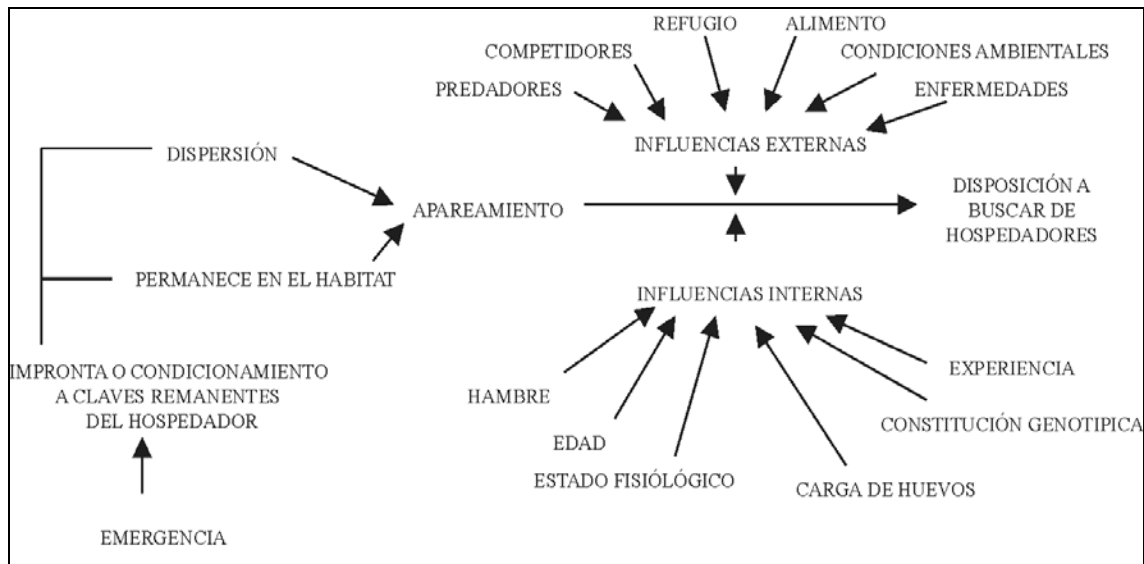 REFUGIO
ALIMENTO
COMPETIDORES
CONDICIONES AMBIENTALES
PREDADORES
ENFERMEDADES
INFLUENCIAS EXTERNAS
DISPERSIÓN
APAREAMIENTO
DISPOSICIÓN A
BUSCAR DE
HOSPEDADORES
PERMANECE EN EL HABITAT
INFLUENCIAS INTERNAS
IMPRONTA O CONDICIONAMIENTO
A CLAVES REMANENTES
DEL HOSPEDADOR
EXPERIENCIA
HAMBRE
CONSTITUCIÓN GENOTIPICA
EDAD
ESTADO FISIÓLÓGICO
CARGA DE HUEVOS
EMERGENCIA